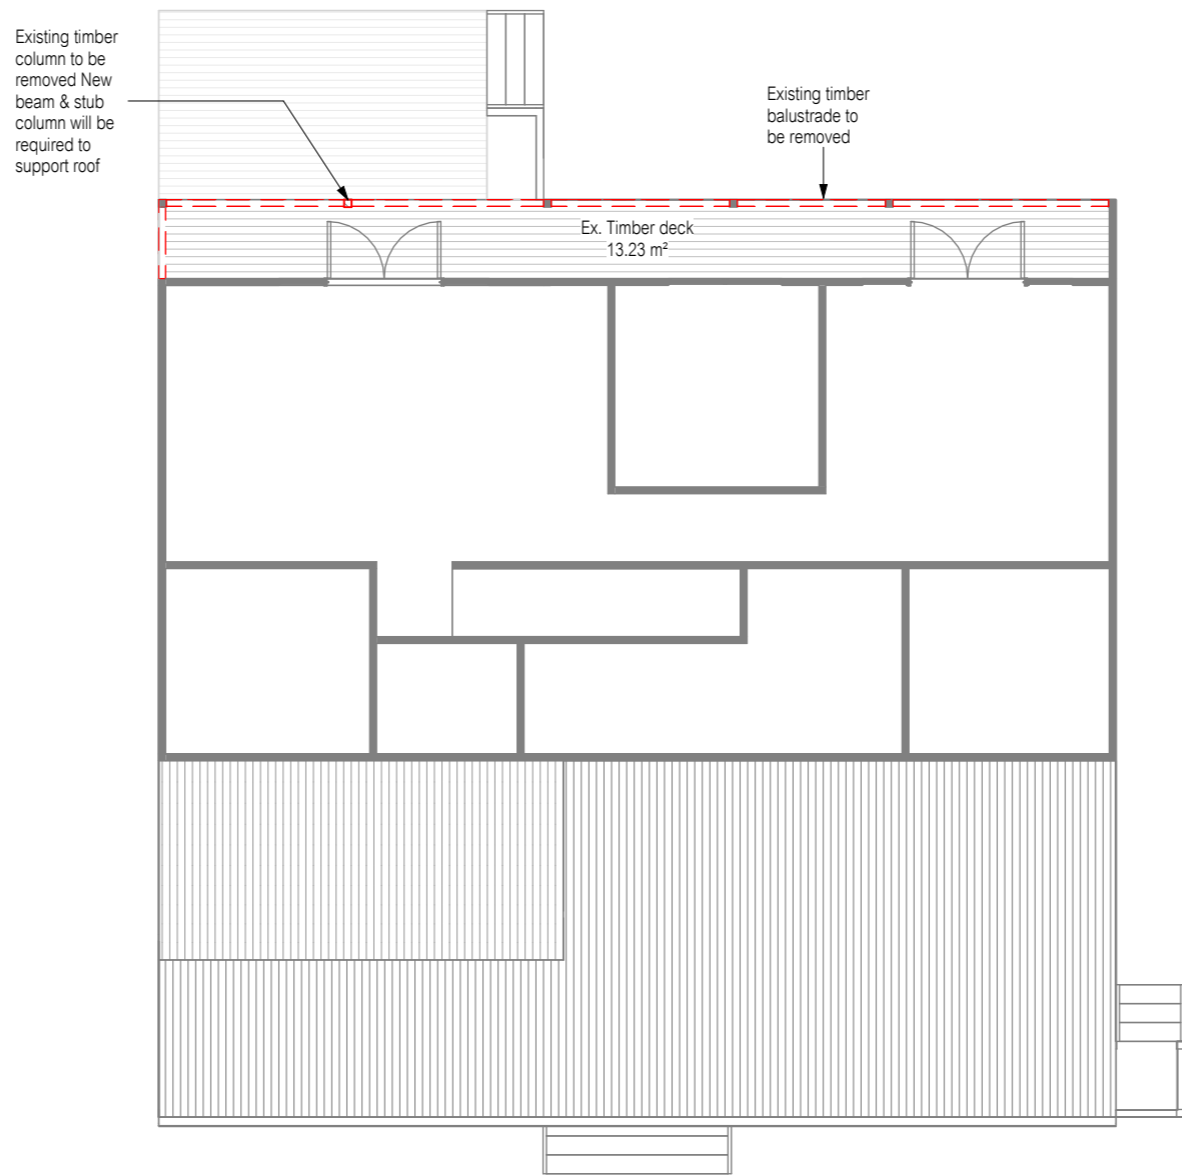 Existing timber
column to be
removed New
beam & stub
column will be
required to
support roof
Existing timber
balustrade to
be removed
Ex. Timber deck
13.23 m²